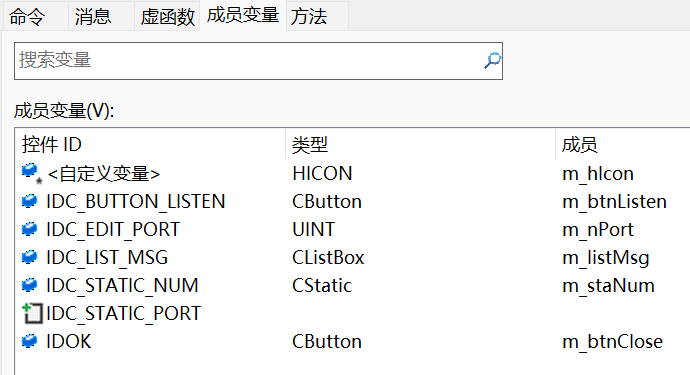 命令 消息 虚函数 成员变量 方法
搜索变量
成员变量(V):
控件 ID 类型 成员
<自定义变量> HICON m_hIcon
IDC_BUTTON_LISTEN CButton m_btnListen
IDC_EDIT_PORT UINT m_nPort
IDC_LIST_MSG CListBox m_listMsg
IDC_STATIC_NUM CStatic m_staNum
IDC_STATIC_PORT
IDOK CButton m_btnClose